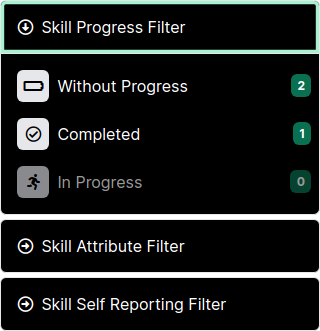 Skill Progress Filter
Without Progress 2
Completed 1
In Progress 0
Skill Attribute Filter
Skill Self Reporting Filter